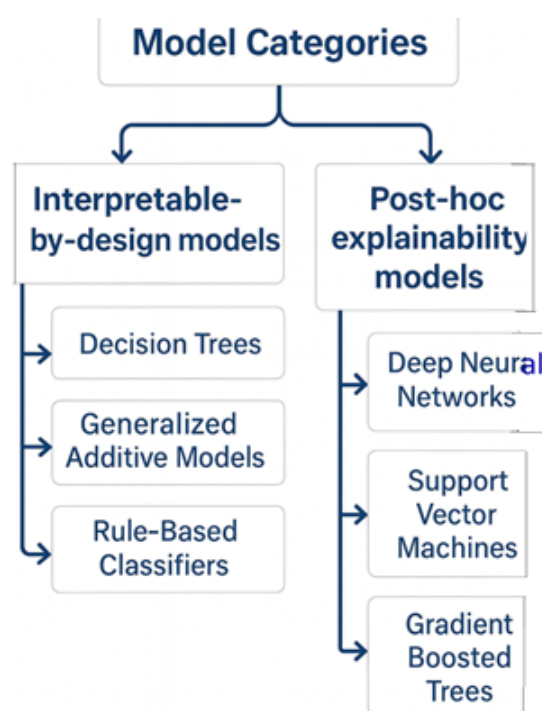 Model Categories
Interpretable-
by-design models
Decision Trees
Generalized
Additive Models
Rule-Based
Classifiers
Post-hoc
explainability
models
Deep Neural
Networks
Support
Vector
Machines
Gradient
Boosted
Trees